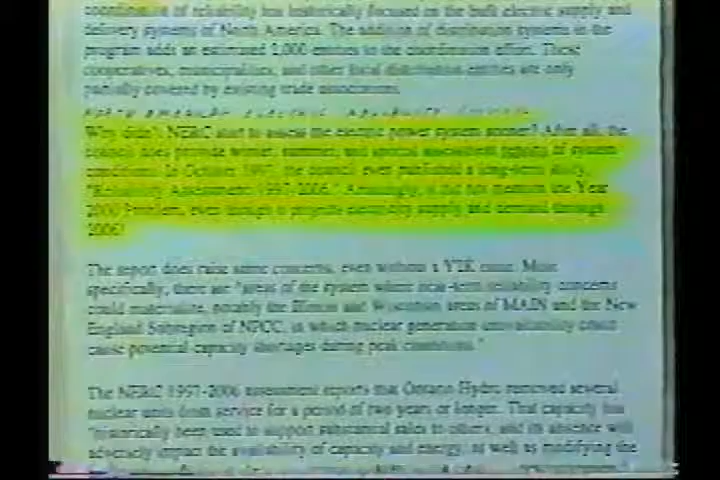 coordination of reliability has historically focused on the bulk electric supply and
delivery systems of North America. The addition of distribution systems to the
program adds an estimated 2,000 entities to the coordination effort. These
cooperatives, municipalities, and other local distribution entities are only
partially covered by existing trade associations.
Why didn't NERC start to assess the electric power system sooner? After all, the
council does provide winter, summer, and annual assessment reports of system
conditions. In October 1997, the council even published a long-term study,
"Reliability Assessment 1997-2006." Amazingly, it did not mention the Year
2000 Problem, even though it projects electricity supply and demand through
2006!
The report does raise some concerns, even without a Y2K crisis. Most
specifically, there are "areas of the system where near-term reliability concerns
could materialize, notably the Illinois and Wisconsin areas of MAIN and the New
England Subregion of NPCC, in which nuclear generation unavailability could
cause potential capacity shortages during peak conditions."
The NERC 1997-2006 assessment reports that Ontario Hydro removed several
nuclear units from service for a period of two years or longer. That capacity has
"historically been used to support substantial sales to others, and its absence will
adversely impact the availability of capacity and energy, as well as modifying the